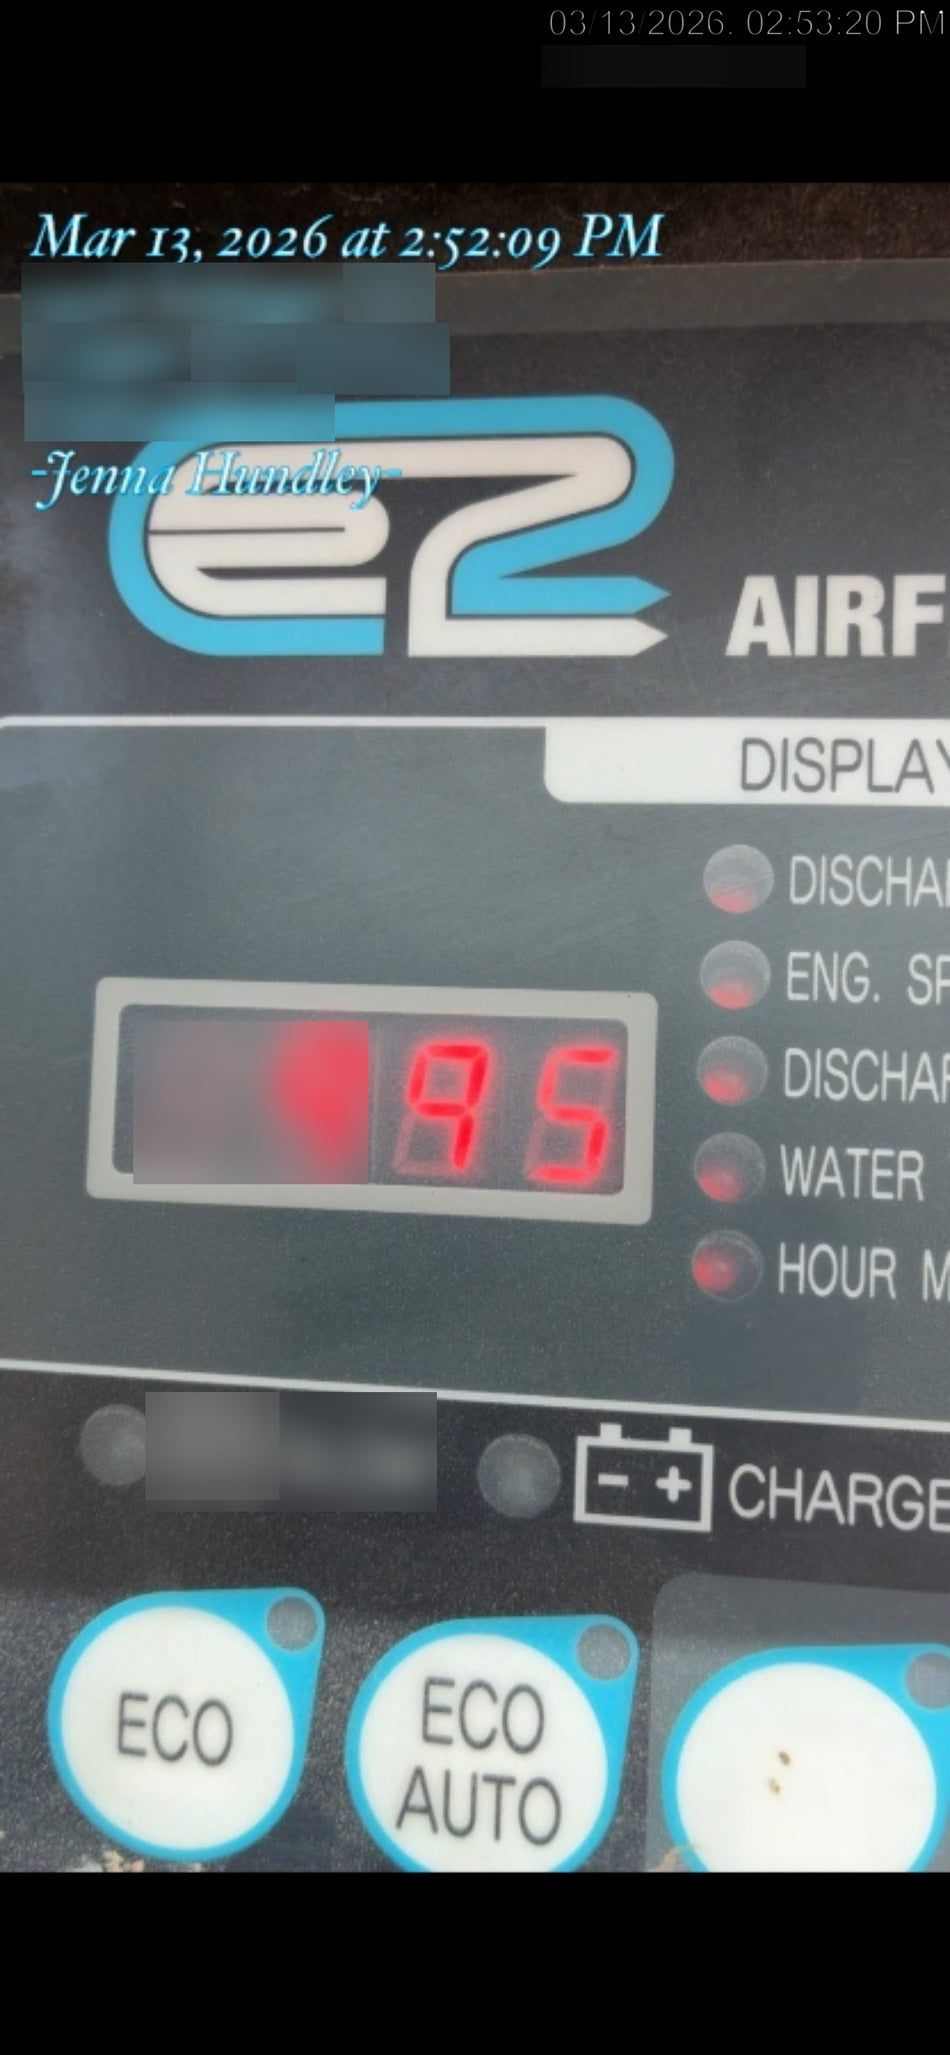 03/13/2026. 02:53:20 PM
Mar 13, 2026 at 2:52:09 PM
-Jenna Hundley-
e2
AIRF
DISPLAY
DISCHA
ENG. SP
95
DISCHAR
WATER
HOUR M
- +
CHARGE
ECO
ECO
AUTO